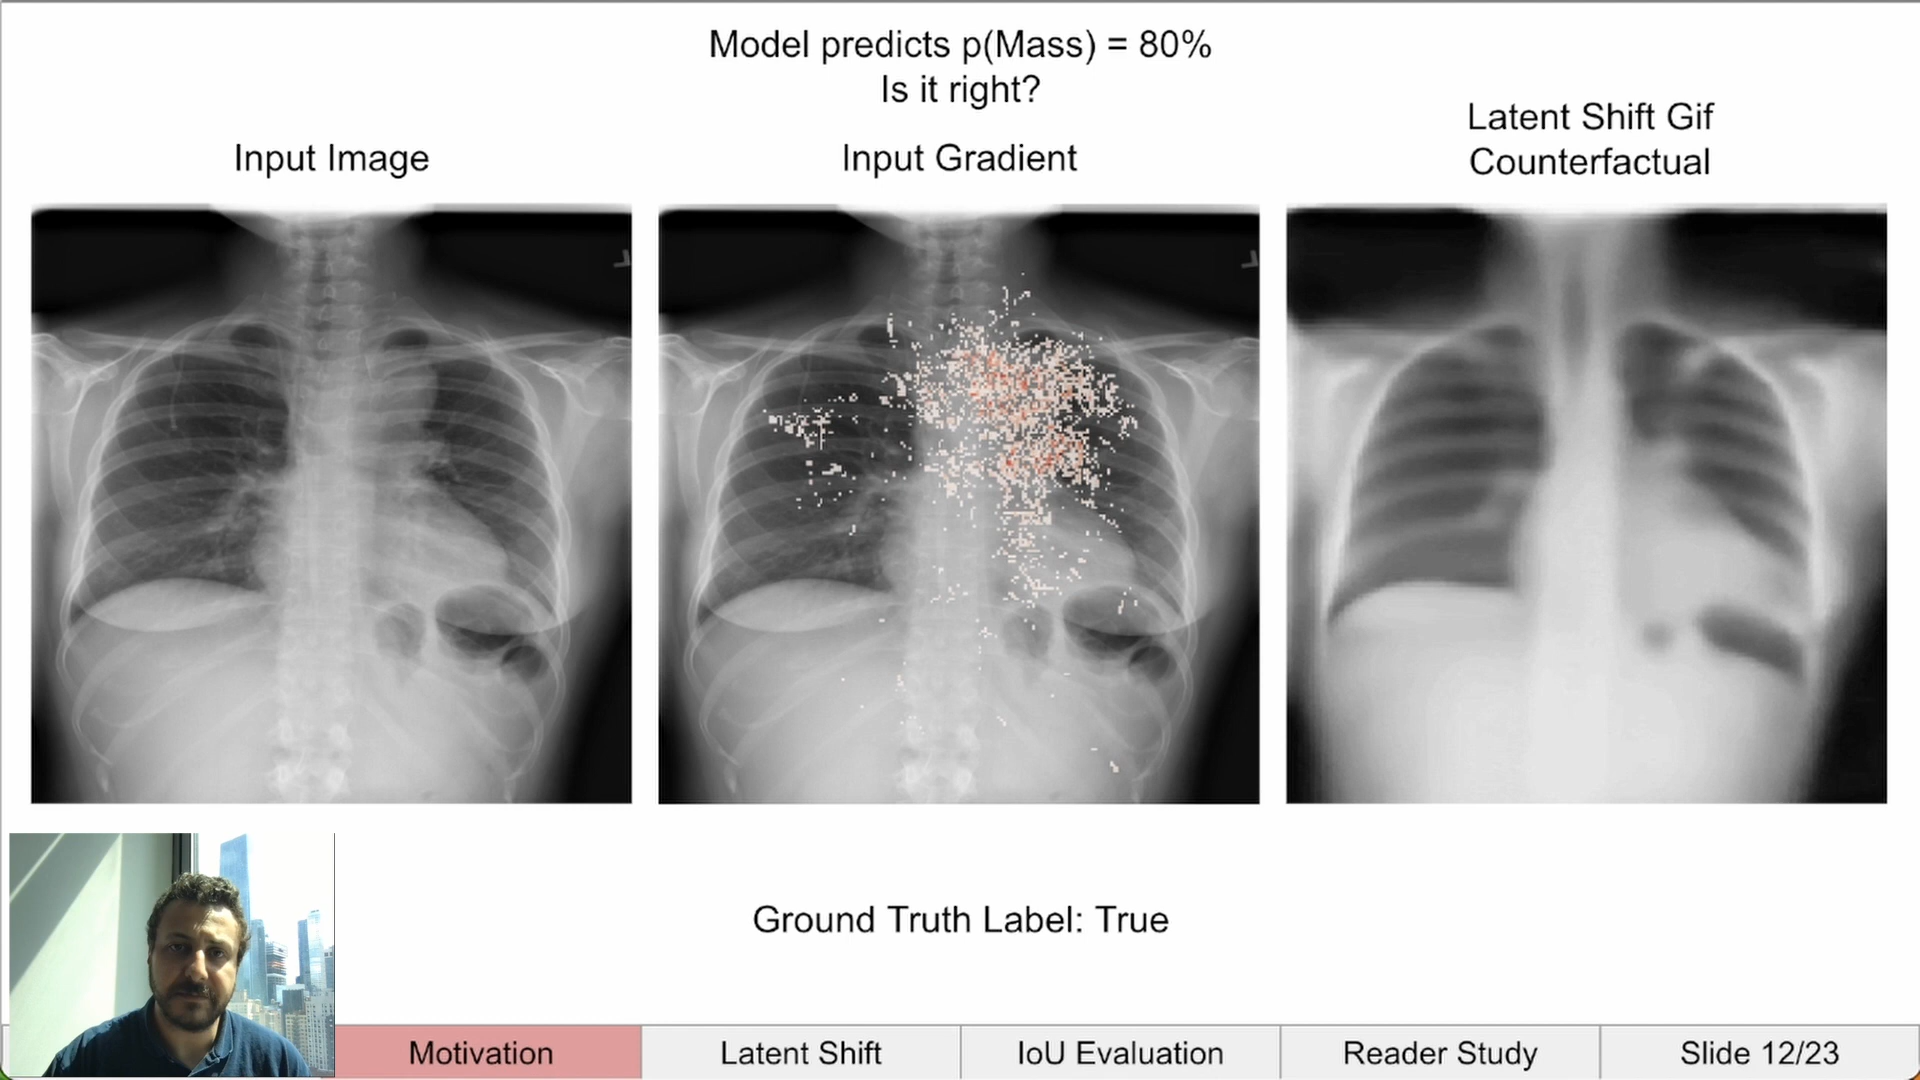 Model predicts p(Mass) = 80%
Is it right?
Input Image
Input Gradient
Latent Shift Gif
Counterfactual
Ground Truth Label: True
Motivation
Latent Shift
IoU Evaluation
Reader Study
Slide 12/23